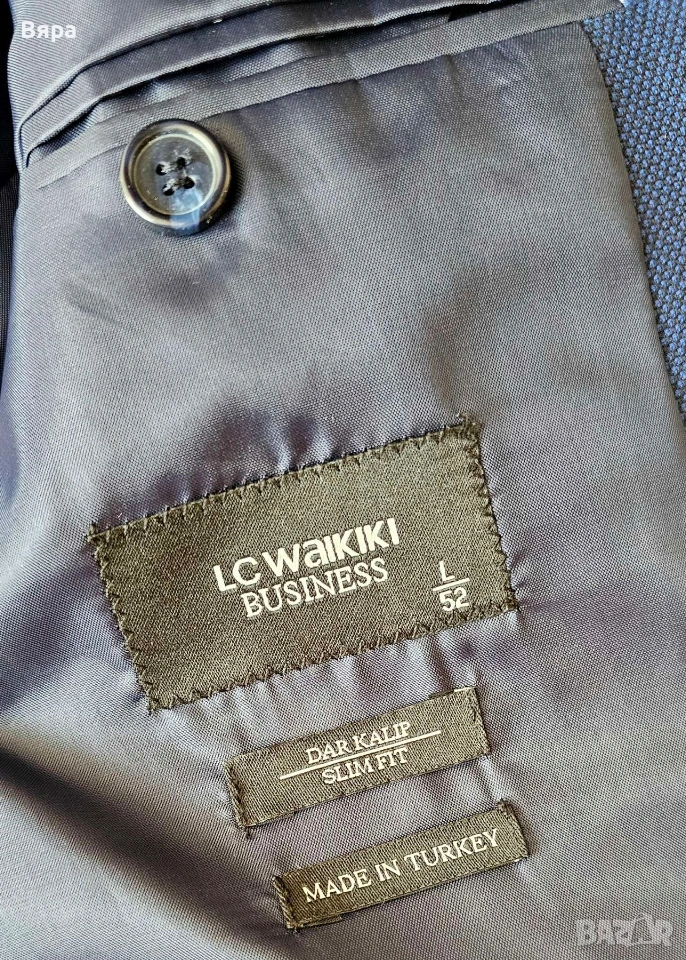 Вяра
LC WAIKIKI
BUSINESS
L
52
DAR KALIP
SLIM FIT
MADE IN TURKEY
BAZAR